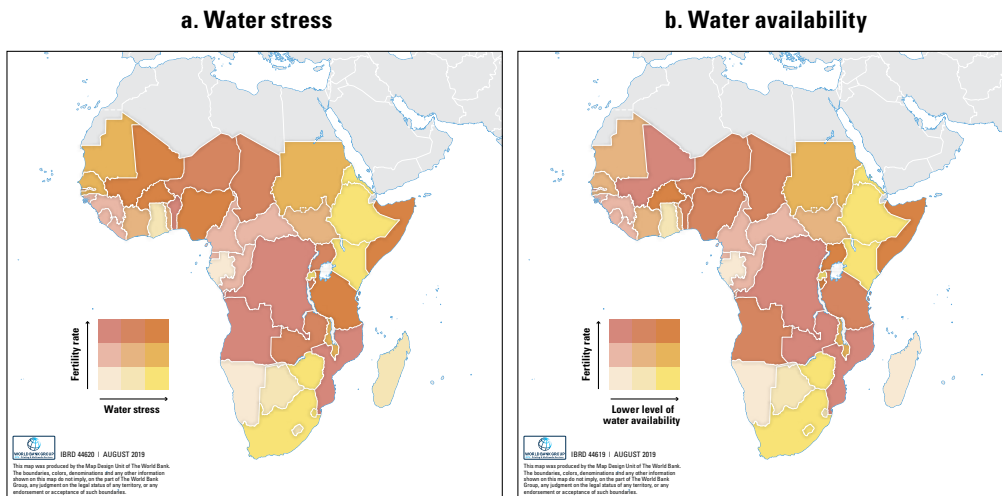 a. Water stress
b. Water availability
Fertility rate
Water stress
WORLD BANK GROUP
IBRD 44620 | AUGUST 2019
This map was produced by the Map Design Unit of The World Bank.
The boundaries, colors, denominations and any other information
shown on this map do not imply, on the part of The World Bank
Group, any judgment on the legal status of any territory, or any
endorsement or acceptance of such boundaries.
Fertility rate
Lower level of
water availability
WORLD BANK GROUP
IBRD 44619 | AUGUST 2019
This map was produced by the Map Design Unit of The World Bank.
The boundaries, colors, denominations and any other information
shown on this map do not imply, on the part of The World Bank
Group, any judgment on the legal status of any territory, or any
endorsement or acceptance of such boundaries.